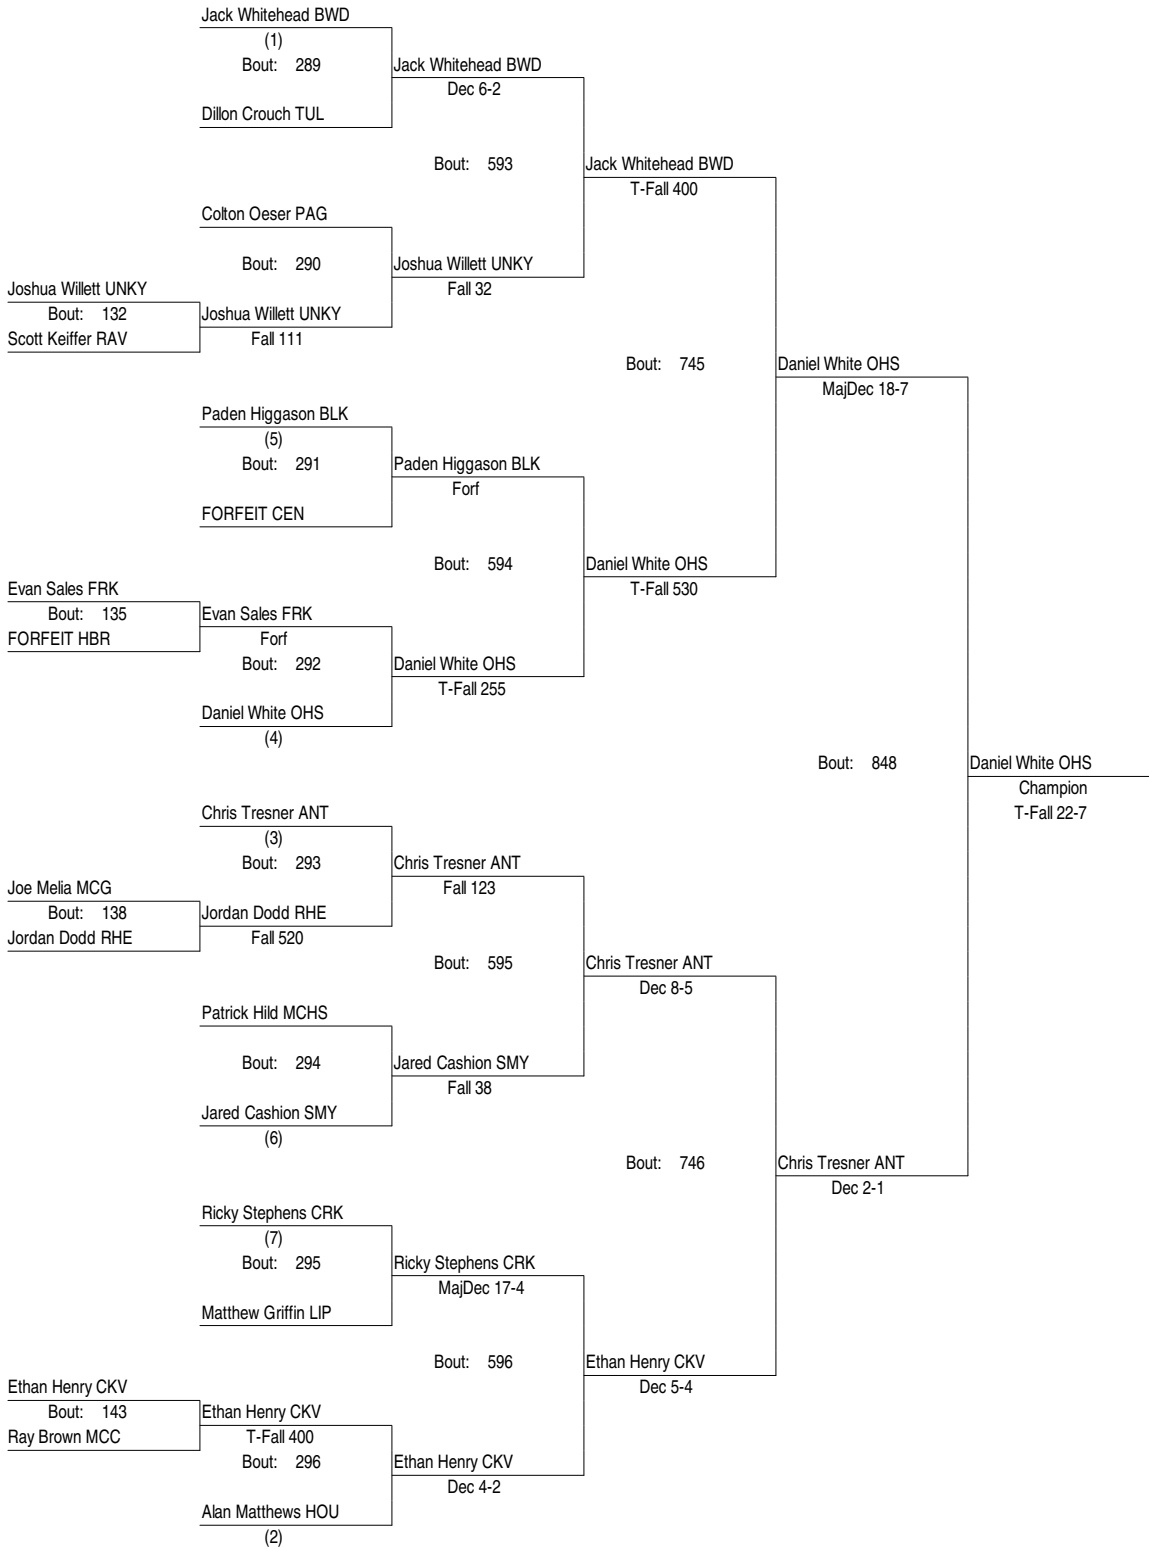 Jack Whitehead BWD
(1)
Bout: 289
Jack Whitehead BWD
Dec 6-2
Dillon Crouch TUL
Bout: 593
Jack Whitehead BWD
T-Fall 400
Colton Oeser PAG
Bout: 290
Joshua Willett UNKY
Fall 32
Joshua Willett UNKY
Bout: 132
Joshua Willett UNKY
Scott Keiffer RAV
Fall 111
Bout: 745
Daniel White OHS
MajDec 18-7
Paden Higgason BLK
(5)
Bout: 291
Paden Higgason BLK
Forf
FORFEIT CEN
Bout: 594
Daniel White OHS
T-Fall 530
Evan Sales FRK
Bout: 135
Evan Sales FRK
FORFEIT HBR
Forf
Bout: 292
Daniel White OHS
T-Fall 255
Daniel White OHS
(4)
Bout: 848
Daniel White OHS
Champion
T-Fall 22-7
Chris Tresner ANT
(3)
Bout: 293
Chris Tresner ANT
Fall 123
Joe Melia MCG
Bout: 138
Jordan Dodd RHE
Jordan Dodd RHE
Fall 520
Bout: 595
Chris Tresner ANT
Dec 8-5
Patrick Hild MCHS
Bout: 294
Jared Cashion SMY
Fall 38
Jared Cashion SMY
(6)
Bout: 746
Chris Tresner ANT
Dec 2-1
Ricky Stephens CRK
(7)
Bout: 295
Ricky Stephens CRK
MajDec 17-4
Matthew Griffin LIP
Bout: 596
Ethan Henry CKV
Dec 5-4
Ethan Henry CKV
Bout: 143
Ethan Henry CKV
Ray Brown MCC
T-Fall 400
Bout: 296
Ethan Henry CKV
Dec 4-2
Alan Matthews HOU
(2)